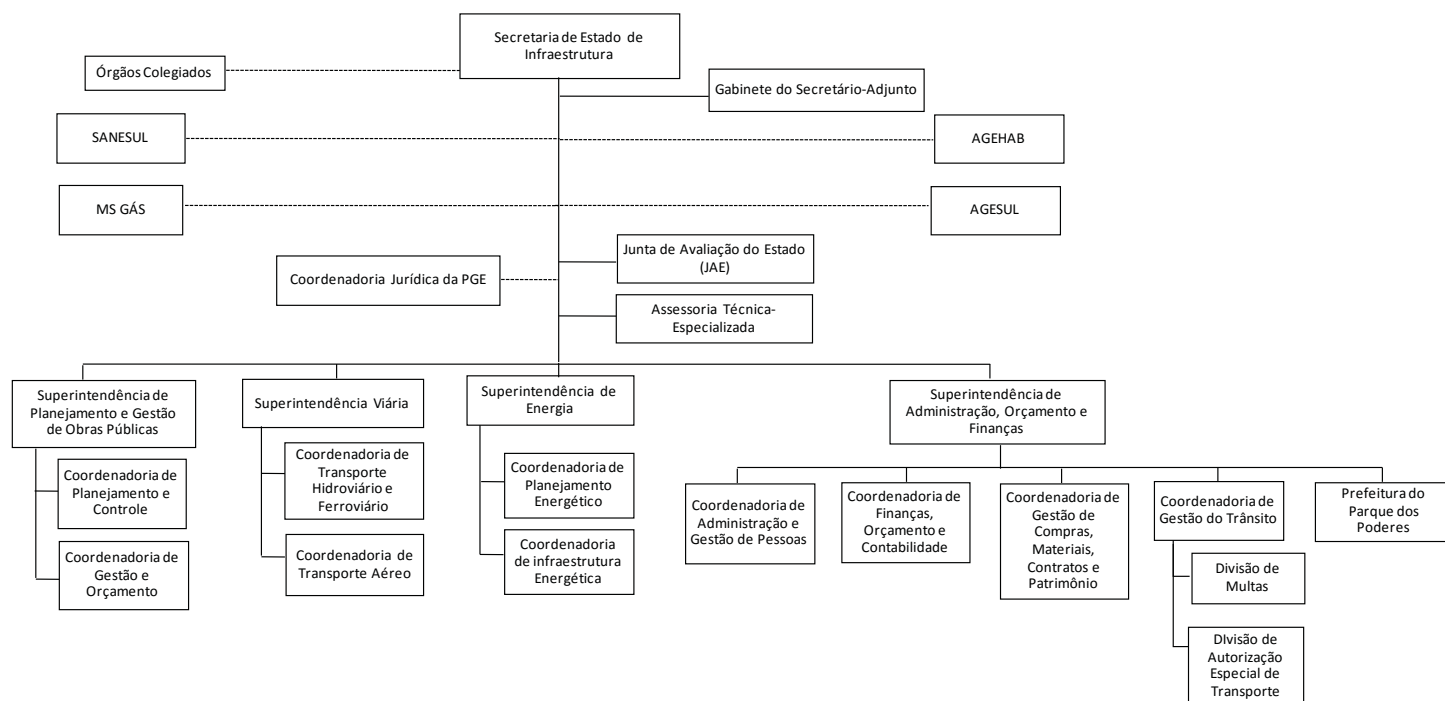 Secretaria de Estado de
Infraestrutura
Órgãos Colegiados
Gabinete do Secretário-Adjunto
SANESUL
AGEHAB
MS GÁS
AGESUL
Junta de Avaliação do Estado
(JAE)
Coordenadoria Jurídica da PGE
Assessoria Técnica-
Especializada
Superintendência de
Planejamento e Gestão
de Obras Públicas
Coordenadoria de
Planejamento e
Controle
Coordenadoria de
Gestão e
Orçamento
Superintendência Viária
Coordenadoria de
Transporte
Hidroviário e
Ferroviário
Coordenadoria de
Transporte Aéreo
Superintendência de
Energia
Coordenadoria de
Planejamento
Energético
Coordenadoria
de infraestrutura
Energética
Superintendência de
Administração, Orçamento e
Finanças
Coordenadoria de
Administração e
Gestão de Pessoas
Coordenadoria de
Finanças,
Orçamento e
Contabilidade
Coordenadoria de
Gestão de
Compras,
Materiais,
Contratos e
Patrimônio
Coordenadoria de
Gestão do Trânsito
Divisão de
Multas
DIvisão de
Autorização
Especial de
Transporte
Prefeitura do
Parque dos
Poderes